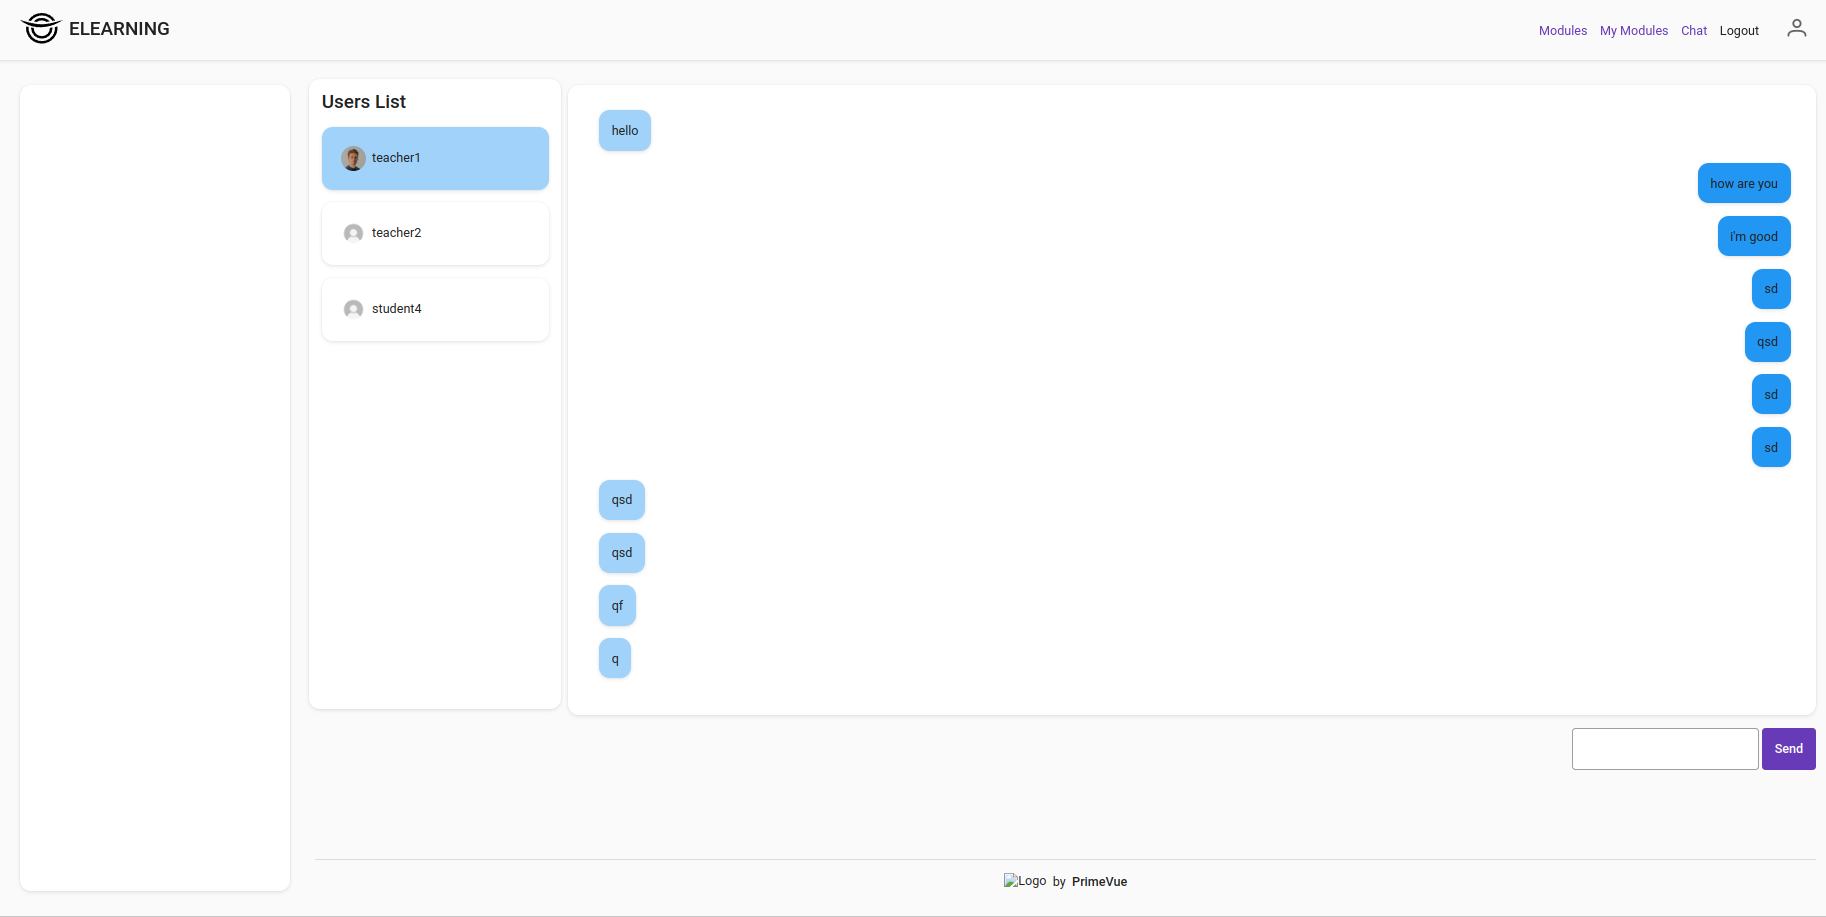 ELEARNING
Modules My Modules Chat Logout
Users List
teacher1
teacher2
student4
hello
how are you
i'm good
sd
qsd
sd
sd
qsd
qsd
qf
q
Send
Logo by PrimeVue